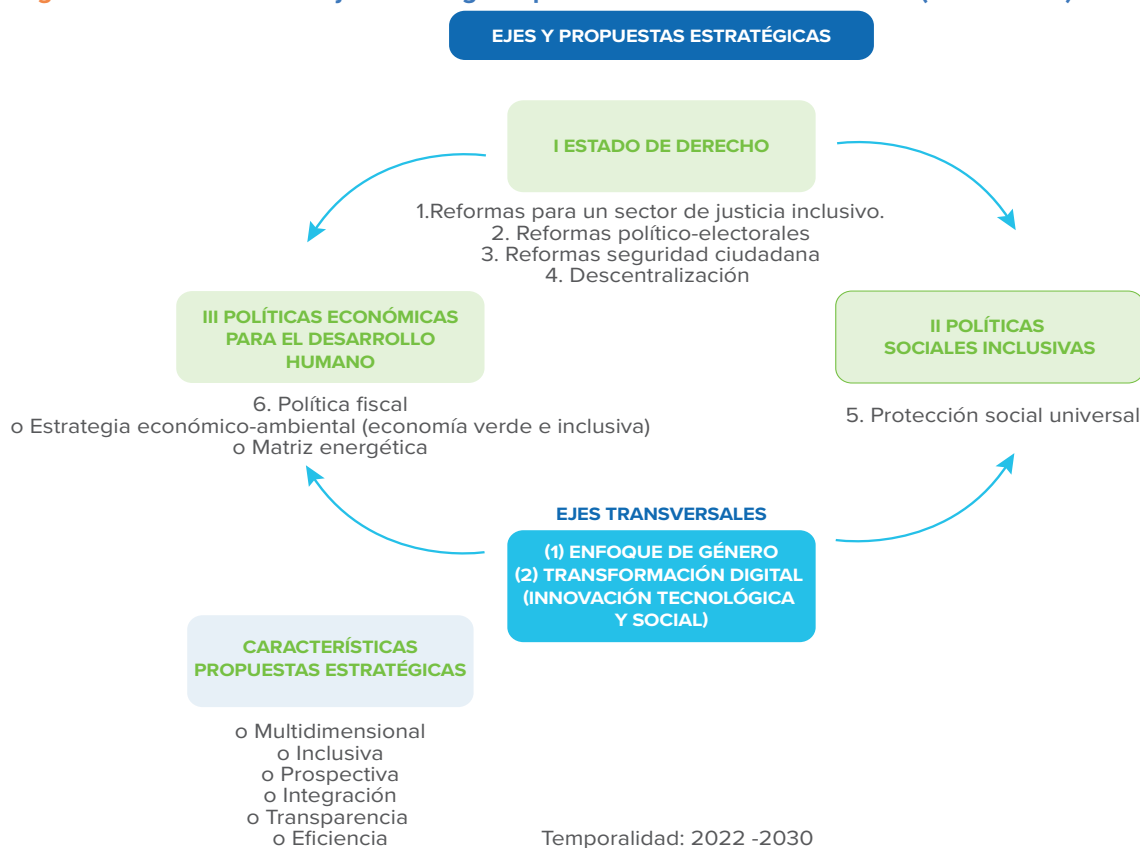 EJES Y PROPUESTAS ESTRATÉGICAS
I ESTADO DE DERECHO
1.Reformas para un sector de justicia inclusivo.
2. Reformas político-electorales
3. Reformas seguridad ciudadana
4. Descentralización
III POLÍTICAS ECONÓMICAS
PARA EL DESARROLLO
HUMANO
6. Política fiscal
o Estrategia económico-ambiental (economía verde e inclusiva)
o Matriz energética
II POLÍTICAS
SOCIALES INCLUSIVAS
5. Protección social universal
EJES TRANSVERSALES
(1) ENFOQUE DE GÉNERO
(2) TRANSFORMACIÓN DIGITAL
(INNOVACIÓN TECNOLÓGICA
Y SOCIAL)
CARACTERÍSTICAS
PROPUESTAS ESTRATÉGICAS
o Multidimensional
o Inclusiva
o Prospectiva
o Integración
o Transparencia
o Eficiencia
Temporalidad: 2022 -2030